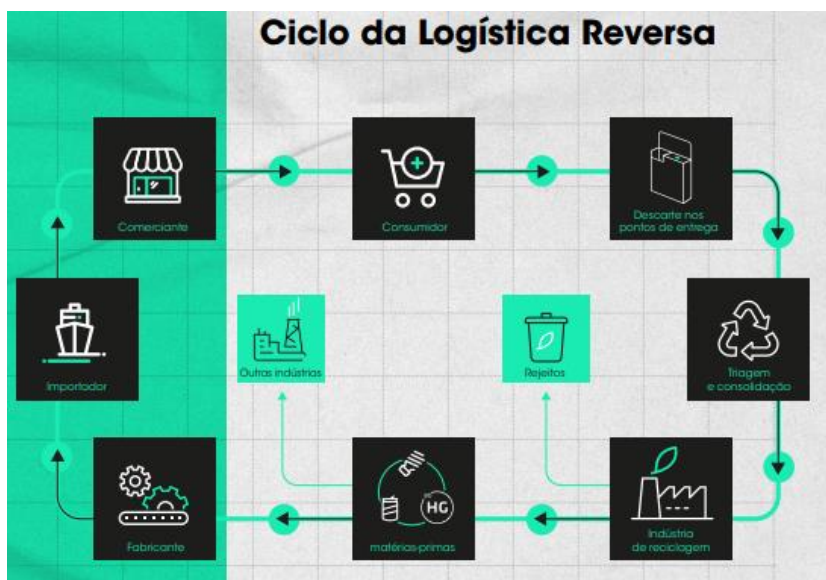 Ciclo da Logística Reversa
Comerciante
Consumidor
Descarte nos
pontos de entrega
Importador
Outras indústrias
Rejeitos
Triagem
e consolidação
Fabricante
HG
matérias-primas
Indústria
de reciclagem